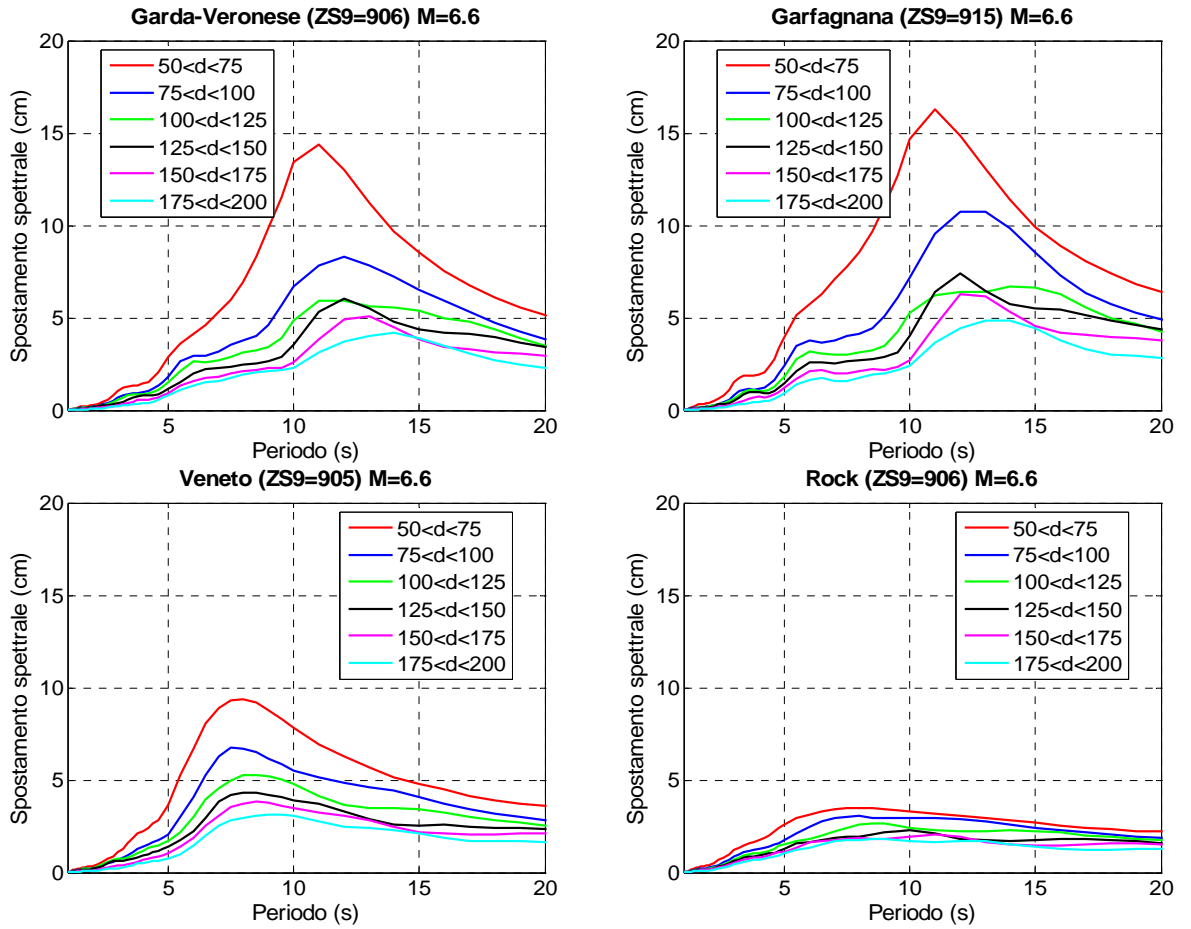 Garda-Veronese (ZS9=906) M=6.6
20
15
10
5
0
Spostamento spettrale (cm)
50<d<75
75<d<100
100<d<125
125<d<150
150<d<175
175<d<200
5 10 15 20
Periodo (s)
Garfagnana (ZS9=915) M=6.6
20
15
10
5
0
Spostamento spettrale (cm)
50<d<75
75<d<100
100<d<125
125<d<150
150<d<175
175<d<200
5 10 15 20
Periodo (s)
Veneto (ZS9=905) M=6.6
20
15
10
5
0
Spostamento spettrale (cm)
50<d<75
75<d<100
100<d<125
125<d<150
150<d<175
175<d<200
5 10 15 20
Periodo (s)
Rock (ZS9=906) M=6.6
20
15
10
5
0
Spostamento spettrale (cm)
50<d<75
75<d<100
100<d<125
125<d<150
150<d<175
175<d<200
5 10 15 20
Periodo (s)